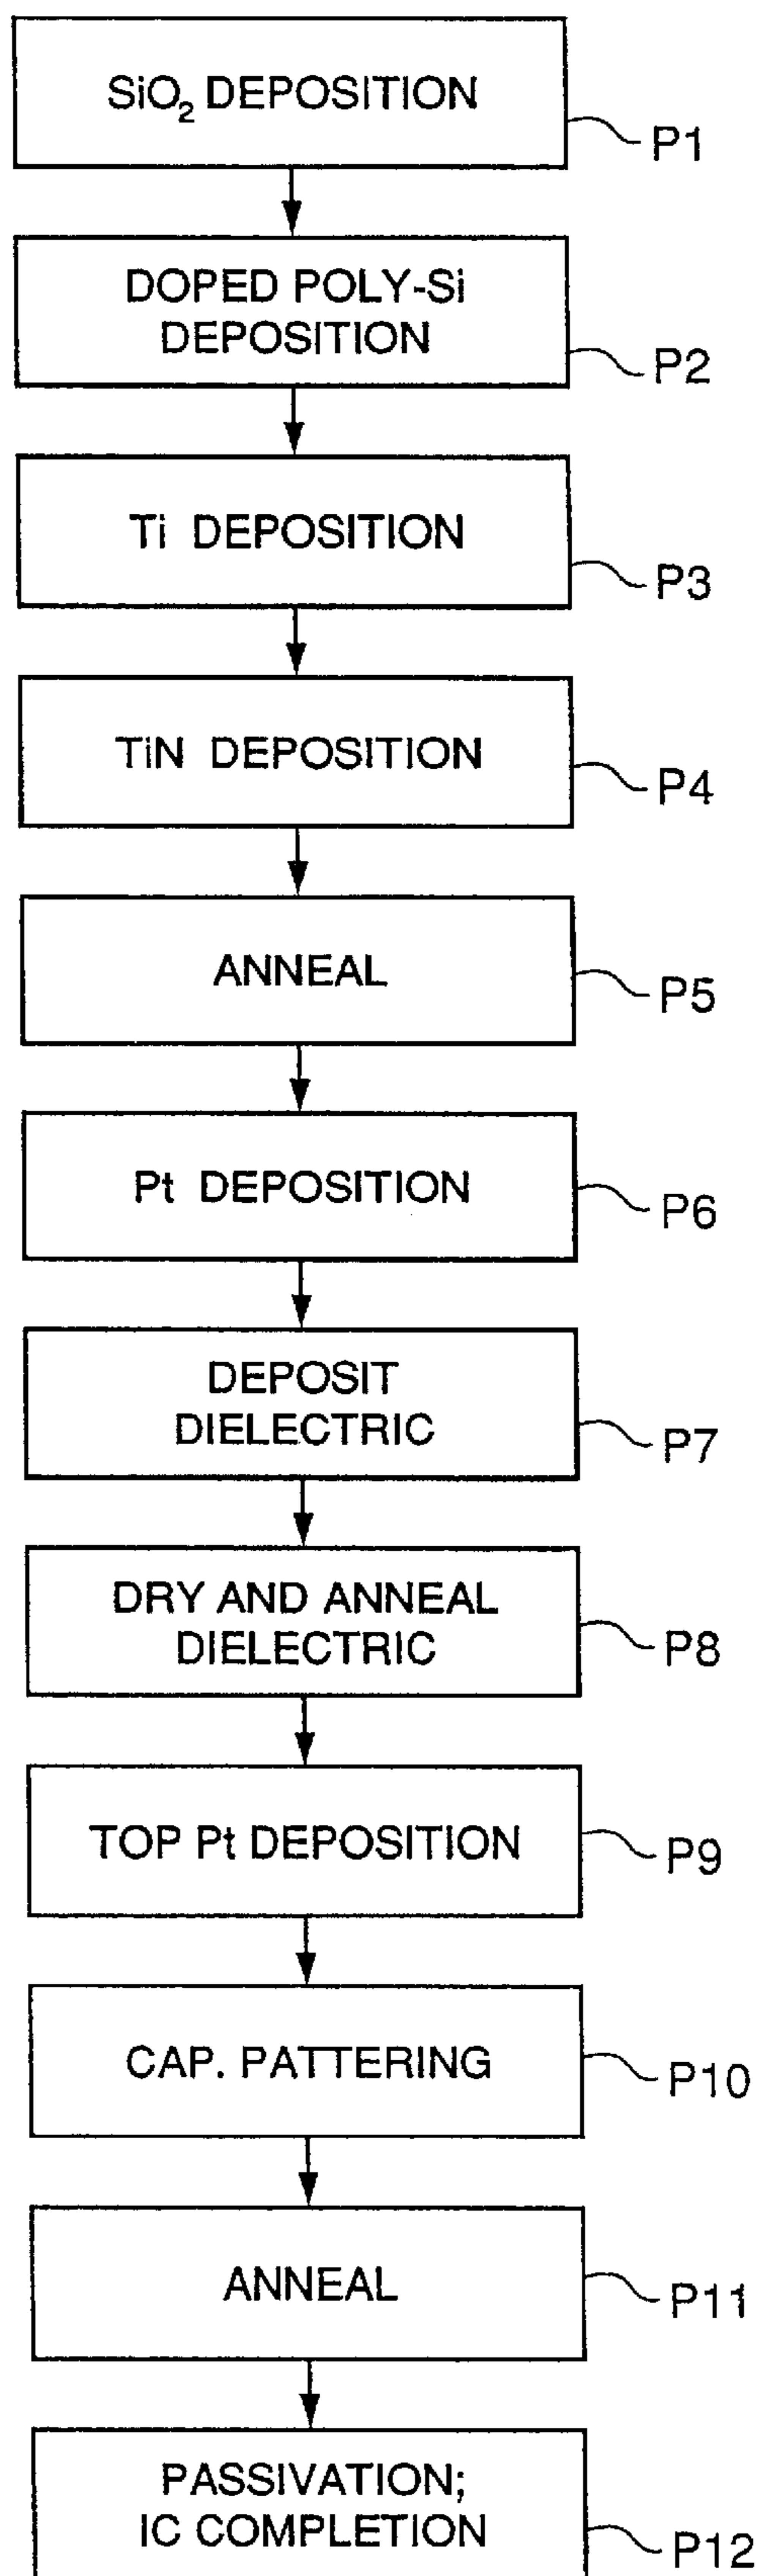 SiO₂ DEPOSITION
P1
DOPED POLY-Si
DEPOSITION
P2
Ti DEPOSITION
P3
TiN DEPOSITION
P4
ANNEAL
P5
Pt DEPOSITION
P6
DEPOSIT
DIELECTRIC
P7
DRY AND ANNEAL
DIELECTRIC
P8
TOP Pt DEPOSITION
P9
CAP. PATTERING
P10
ANNEAL
P11
PASSIVATION;
IC COMPLETION
P12